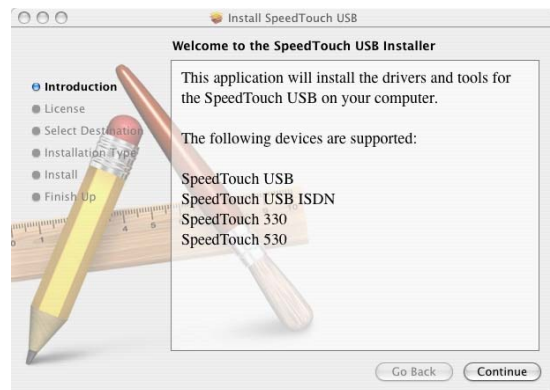 Install SpeedTouch USB
Welcome to the SpeedTouch USB Installer
Introduction
License
Select Destination
Installation Type
Install
Finish Up
This application will install the drivers and tools for
the SpeedTouch USB on your computer.
The following devices are supported:
SpeedTouch USB
SpeedTouch USB ISDN
SpeedTouch 330
SpeedTouch 530
Go Back
Continue